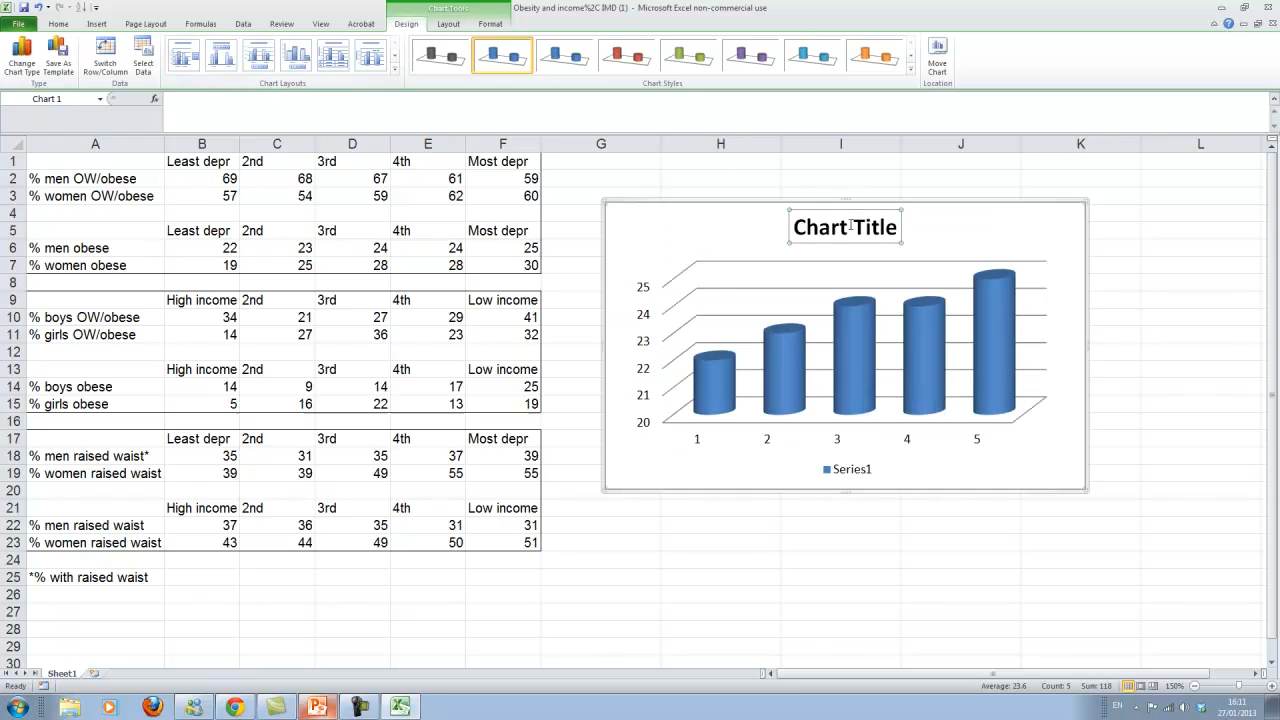 Chart Tools
Obesity and income%2C IMD (1) - Microsoft Excel non-commercial use
File Home Insert Page Layout Formulas Data Review View Acrobat Design Layout Format
Change Chart Type
Save As Template
Switch Row/Column
Select Data
Move Chart
Type Data Chart Layouts Chart Styles Location
Chart 1 fx
A B C D E F G H I J K L
1 Least depr 2nd 3rd 4th Most depr
2 % men OW/obese 69 68 67 61 59
3 % women OW/obese 57 54 59 62 60
4
5 Least depr 2nd 3rd 4th Most depr
6 % men obese 22 23 24 24 25
7 % women obese 19 25 28 28 30
8
9 High income 2nd 3rd 4th Low income
10 % boys OW/obese 34 21 27 29 41
11 % girls OW/obese 14 27 36 23 32
12
13 High income 2nd 3rd 4th Low income
14 % boys obese 14 9 14 17 25
15 % girls obese 5 16 22 13 19
16
17 Least depr 2nd 3rd 4th Most depr
18 % men raised waist* 35 31 35 37 39
19 % women raised waist 39 39 49 55 55
20
21 High income 2nd 3rd 4th Low income
22 % men raised waist 37 36 35 31 31
23 % women raised waist 43 44 49 50 51
24
25 *% with raised waist
26
27
28
29
30
Chart Title
25
24
23
22
21
20
1 2 3 4 5
Series1
Sheet1
Ready Average: 23.6 Count: 5 Sum: 118 150%
EN 16:11
27/01/2013